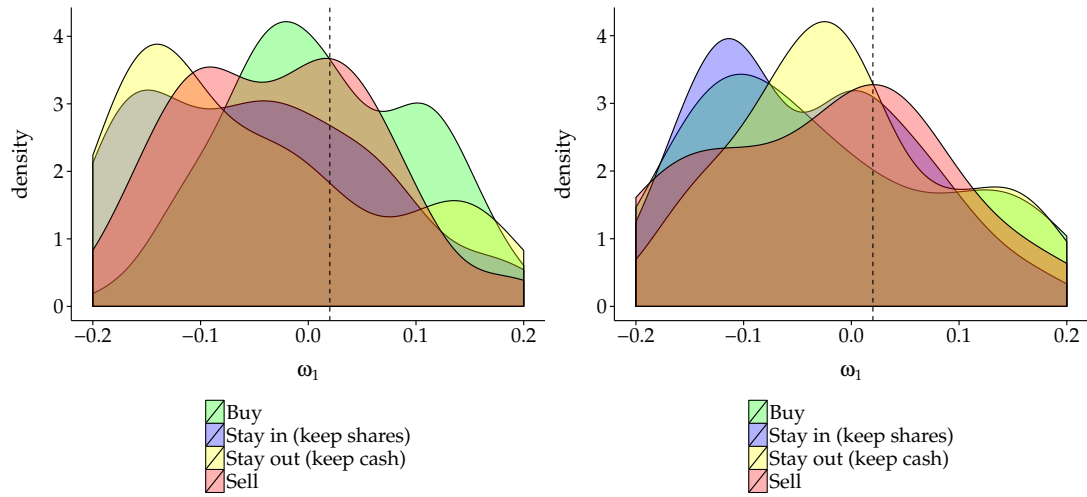 4
3
2
1
0
density
−0.2
−0.1
0.0
0.1
0.2
ω1
Buy
Stay in (keep shares)
Stay out (keep cash)
Sell
4
3
2
1
0
density
−0.2
−0.1
0.0
0.1
0.2
ω1
Buy
Stay in (keep shares)
Stay out (keep cash)
Sell